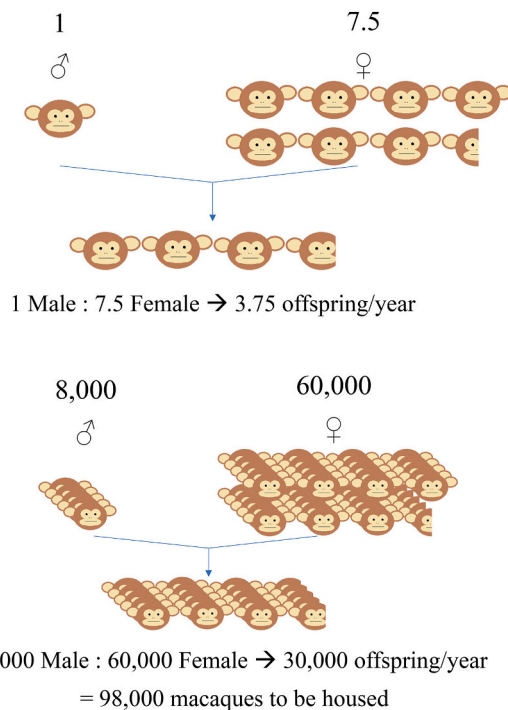 1 7.5
♂ ♀
1 Male : 7.5 Female → 3.75 offspring/year
8,000 60,000
♂ ♀
000 Male : 60,000 Female → 30,000 offspring/year
= 98,000 macaques to be housed